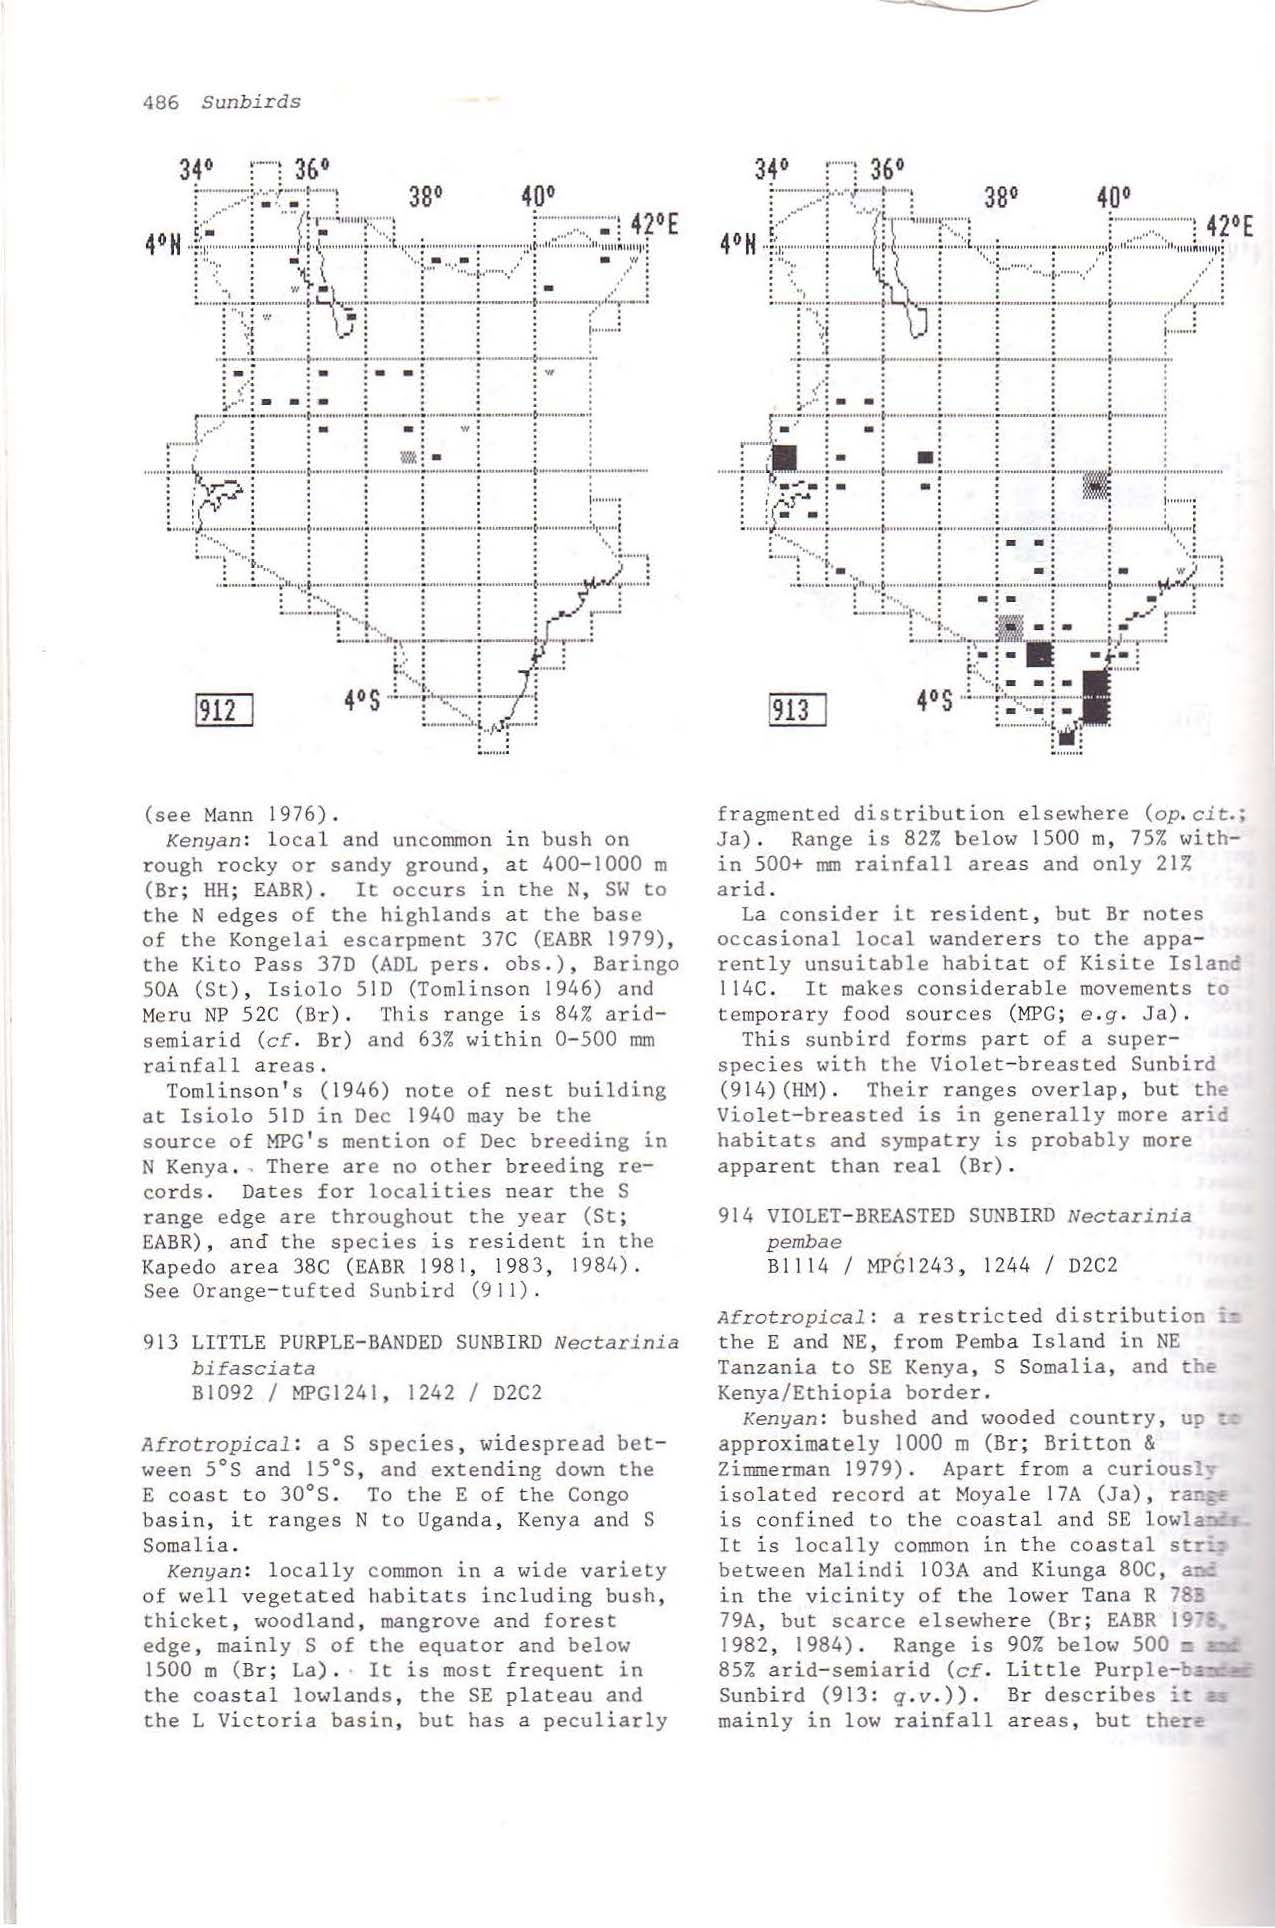 486 Sunbirds
34° 36°
38° 40°
42°E
4°N
4°S
912
34° 36°
38° 40°
42°E
4°N
4°S
913
(see Mann 1976).
Kenyan: local and uncommon in bush on
rough rocky or sandy ground, at 400-1000 m
(Br; HH; EABR). It occurs in the N, SW to
the N edges of the highlands at the base
of the Kongelai escarpment 37C (EABR 1979),
the Kito Pass 37D (ADL pers. obs.), Baringo
50A (St), Isiolo 51D (Tomlinson 1946) and
Meru NP 52C (Br). This range is 84% arid-
semiarid (cf. Br) and 63% within 0-500 mm
rainfall areas.
Tomlinson's (1946) note of nest building
at Isiolo 51D in Dec 1940 may be the
source of MPG's mention of Dec breeding in
N Kenya. There are no other breeding re-
cords. Dates for localities near the S
range edge are throughout the year (St;
EABR), and the species is resident in the
Kapedo area 38C (EABR 1981, 1983, 1984).
See Orange-tufted Sunbird (911).
913 LITTLE PURPLE-BANDED SUNBIRD Nectarinia
bifasciata
B1092 / MPG1241, 1242 / D2C2
Afrotropical: a S species, widespread bet-
ween 5°S and 15°S, and extending down the
E coast to 30°S. To the E of the Congo
basin, it ranges N to Uganda, Kenya and S
Somalia.
Kenyan: locally common in a wide variety
of well vegetated habitats including bush,
thicket, woodland, mangrove and forest
edge, mainly S of the equator and below
1500 m (Br; La). It is most frequent in
the coastal lowlands, the SE plateau and
the L Victoria basin, but has a peculiarly
fragmented distribution elsewhere (op.cit.;
Ja). Range is 82% below 1500 m, 75% with-
in 500+ mm rainfall areas and only 21%
arid.
La consider it resident, but Br notes
occasional local wanderers to the appa-
rently unsuitable habitat of Kisite Island
114C. It makes considerable movements to
temporary food sources (MPG; e.g. Ja).
This sunbird forms part of a super-
species with the Violet-breasted Sunbird
(914)(HM). Their ranges overlap, but the
Violet-breasted is in generally more arid
habitats and sympatry is probably more
apparent than real (Br).
914 VIOLET-BREASTED SUNBIRD Nectarinia
pembae
B1114 / MPG1243, 1244 / D2C2
Afrotropical: a restricted distribution in
the E and NE, from Pemba Island in NE
Tanzania to SE Kenya, S Somalia, and the
Kenya/Ethiopia border.
Kenyan: bushed and wooded country, up to
approximately 1000 m (Br; Britton &
Zimmerman 1979). Apart from a curiously
isolated record at Moyale 17A (Ja), range
is confined to the coastal and SE lowlands.
It is locally common in the coastal strip
between Malindi 103A and Kiunga 80C, and
in the vicinity of the lower Tana R 78B
79A, but scarce elsewhere (Br; EABR 1978,
1982, 1984). Range is 90% below 500 m and
85% arid-semiarid (cf. Little Purple-banded
Sunbird (913: q.v.)). Br describes it as
mainly in low rainfall areas, but there